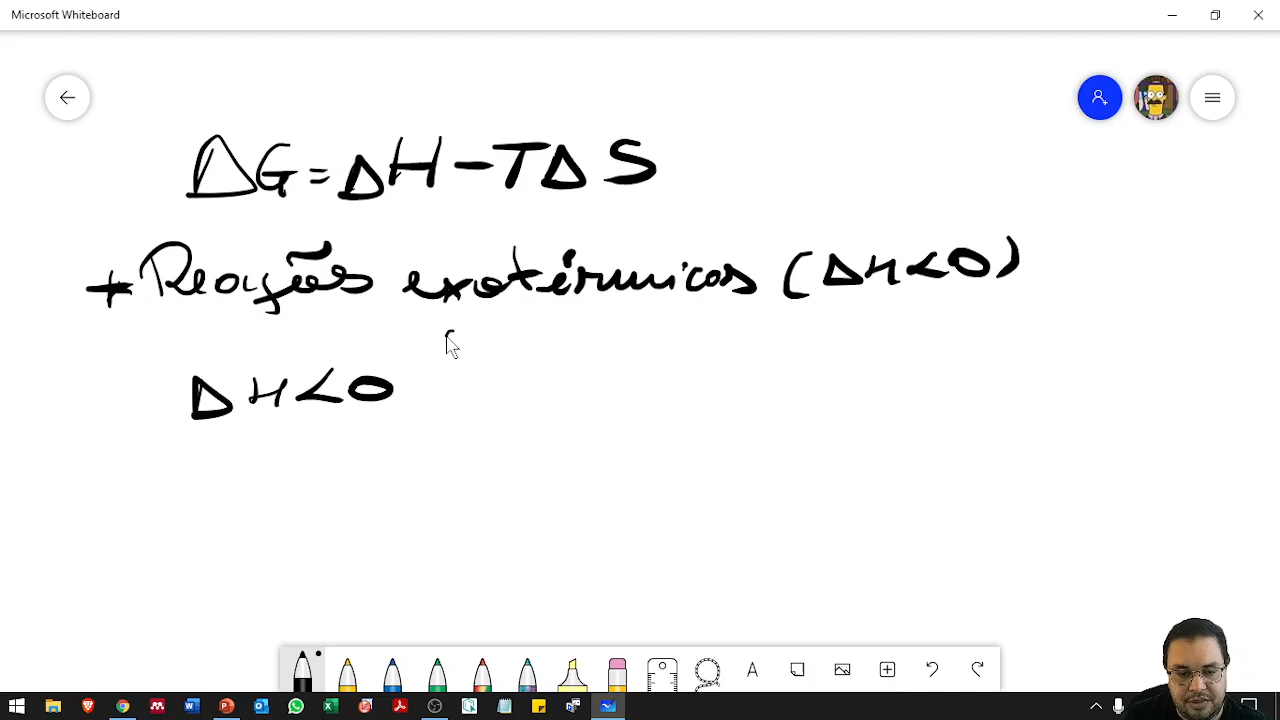 Microsoft Whiteboard
ΔG=ΔH-TΔS
+ Reações exotérmicas (ΔH<0)
ΔH<0